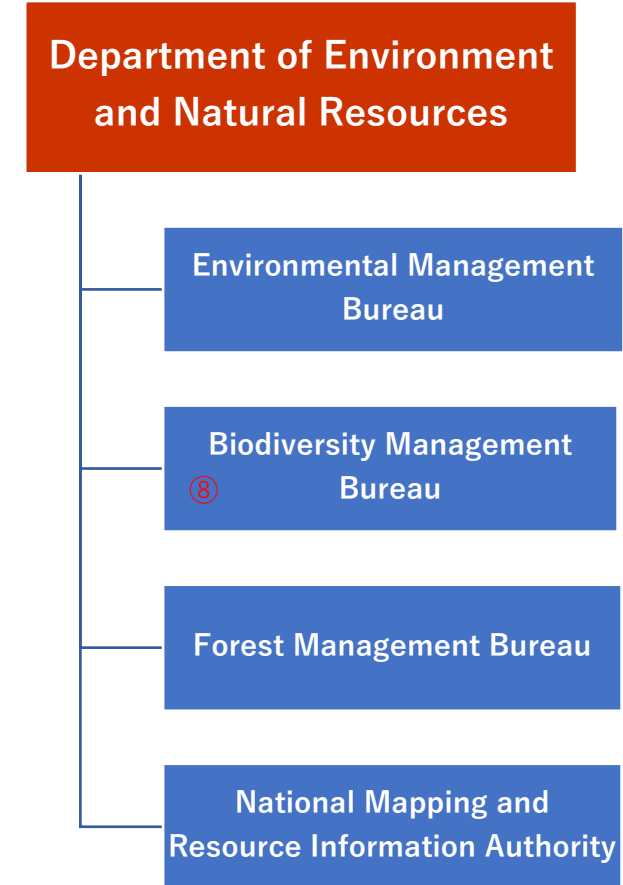 Department of Environment
and Natural Resources
Environmental Management
Bureau
Biodiversity Management
⑧ Bureau
Forest Management Bureau
National Mapping and
Resource Information Authority